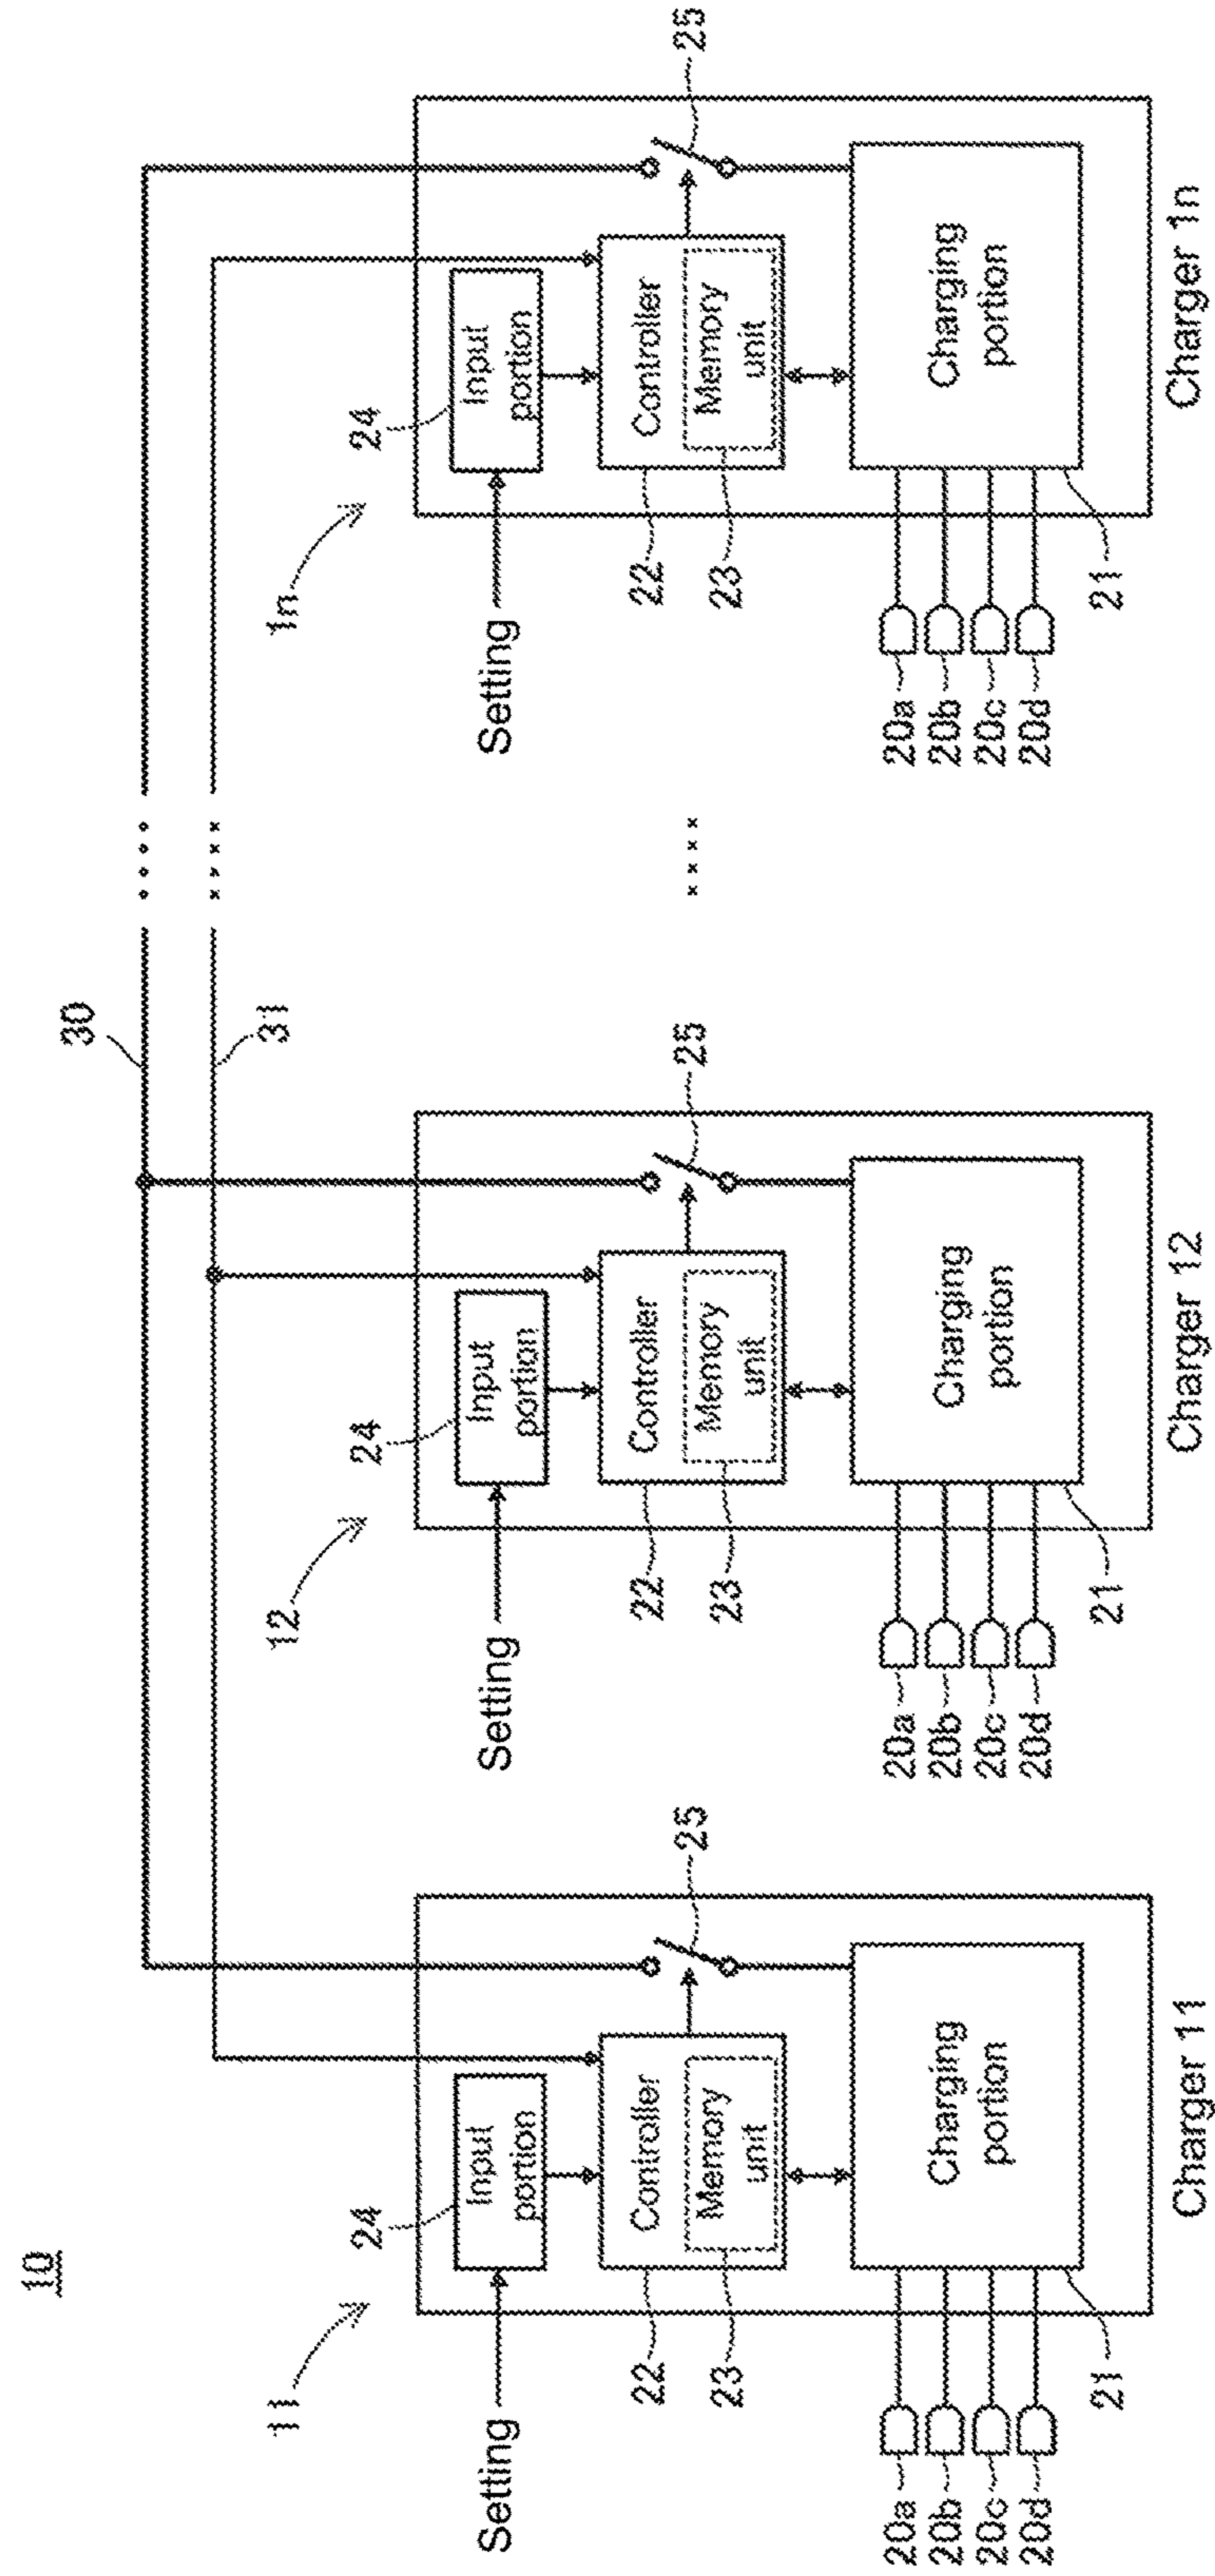 10
30
31
11
24
25
Setting
Input
portion
22
Controller
23
Memory
unit
20a
20b
20c
20d
21
Charging
portion
Charger 11
12
24
25
Setting
Input
portion
22
Controller
23
Memory
unit
20a
20b
20c
20d
21
Charging
portion
Charger 12
1n
24
25
Setting
Input
portion
22
Controller
23
Memory
unit
20a
20b
20c
20d
21
Charging
portion
Charger 1n